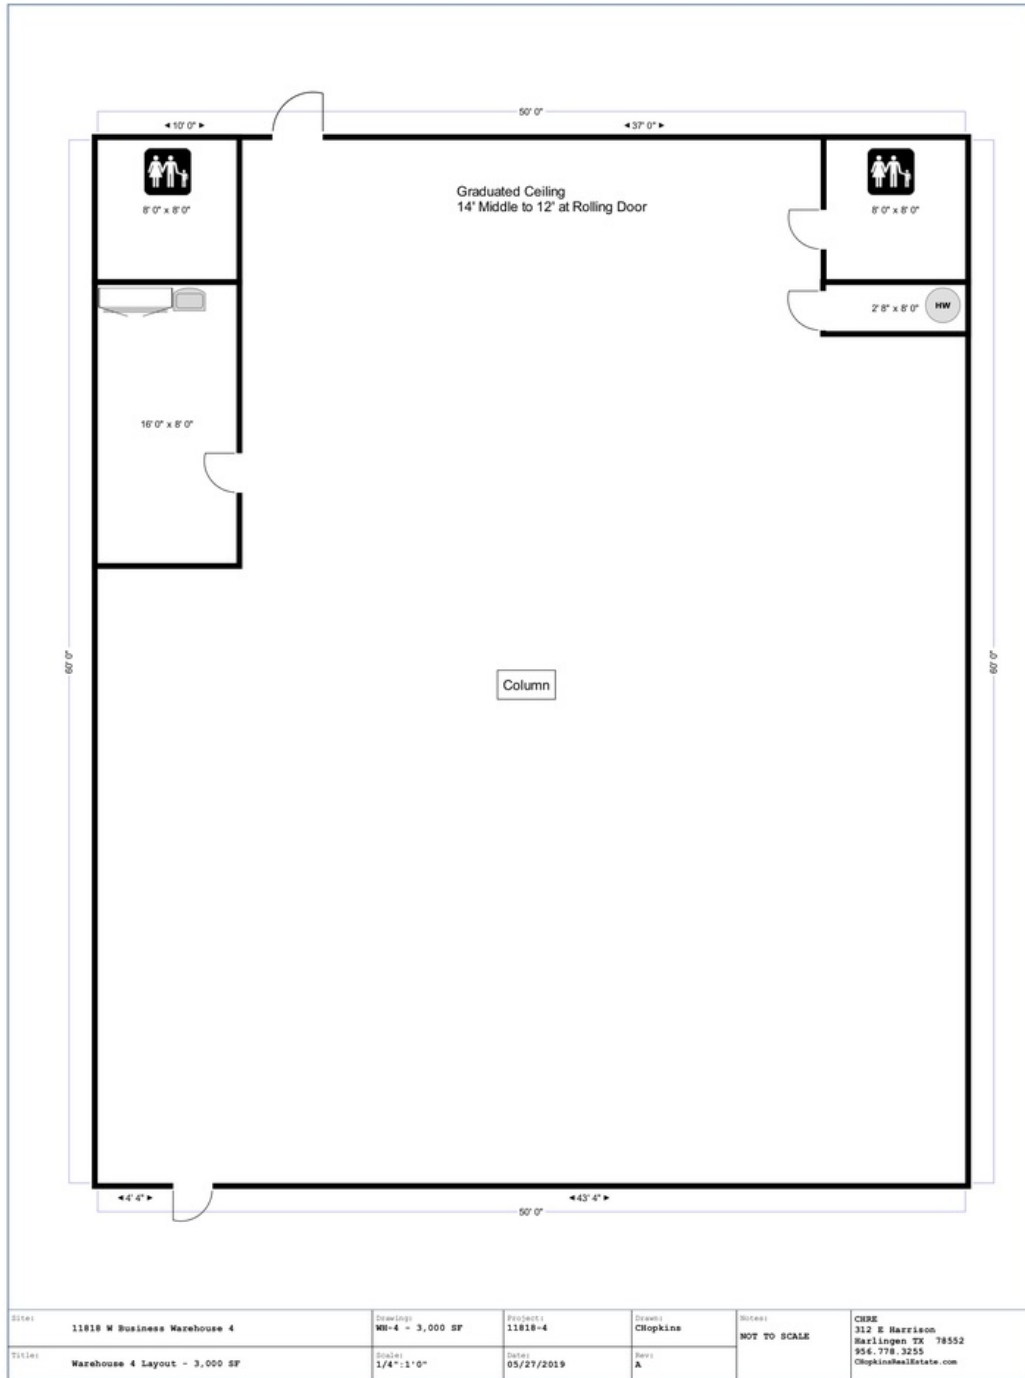 50' 0"
10' 0"
37' 0"
Graduated Ceiling
14' Middle to 12' at Rolling Door
8' 0" x 8' 0"
8' 0" x 8' 0"
2' 8" x 8' 0"
HW
16' 0" x 8' 0"
60' 0"
60' 0"
Column
4' 4"
43' 4"
50' 0"
Site:
11818 W Business Warehouse 4
Drawing:
WH-4 - 3,000 SF
Project:
11818-4
Drawn:
CHopkins
Notes:
NOT TO SCALE
CHRE
312 E Harrison
Harlingen TX 78552
956.778.3255
CHopkinsRealEstate.com
Title:
Warehouse 4 Layout - 3,000 SF
Scale:
1/4":1'0"
Date:
05/27/2019
Rev:
A